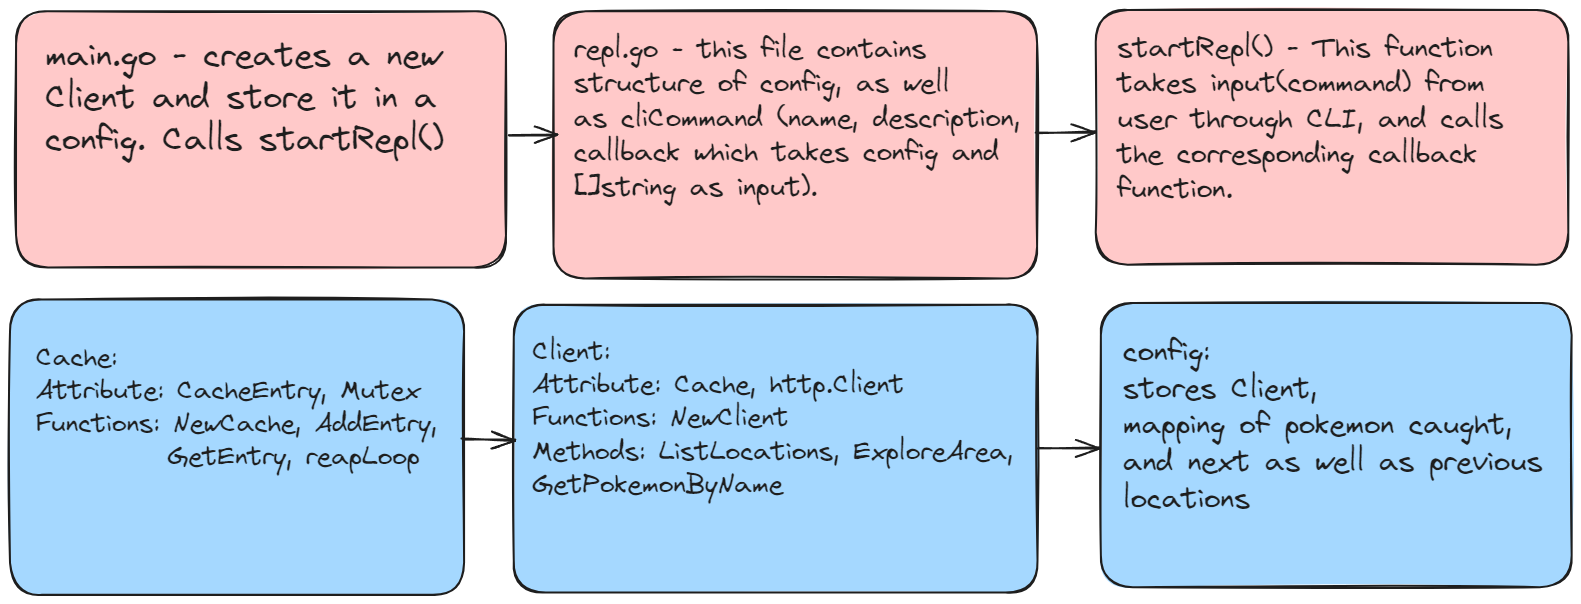 main.go - creates a new
Client and store it in a
config. Calls startRepl()
repl.go - this file contains
structure of config, as well
as cliCommand (name, description,
callback which takes config and
[]string as input).
startRepl() - This function
takes input(command) from
user through CLI, and calls
the corresponding callback
function.
Cache:
Attribute: CacheEntry, Mutex
Functions: NewCache, AddEntry,
GetEntry, reapLoop
Client:
Attribute: Cache, http.Client
Functions: NewClient
Methods: ListLocations, ExploreArea,
GetPokemonByName
config:
stores Client,
mapping of pokemon caught,
and next as well as previous
locations